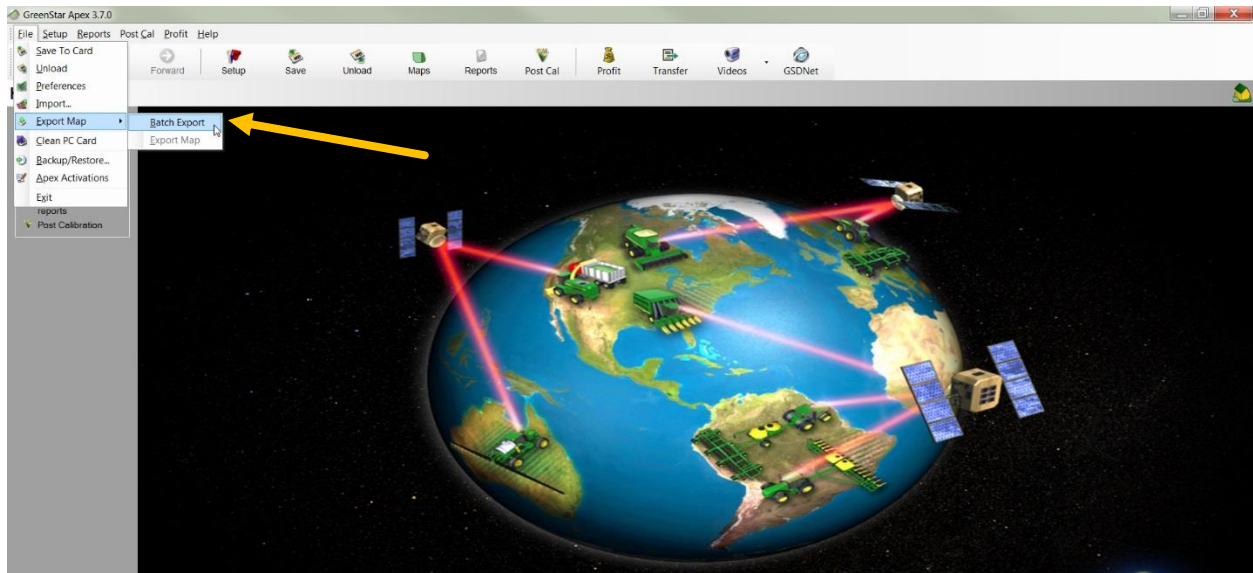 GreenStar Apex 3.7.0
File Setup Reports Post Cal Profit Help
Forward Setup Save Unload Maps Reports Post Cal Profit Transfer Videos GSDNet
Save To Card
Unload
Preferences
Import...
Export Map
Batch Export
Export Map
Clean PC Card
Backup/Restore...
Apex Activations
Exit
reports
Post Calibration